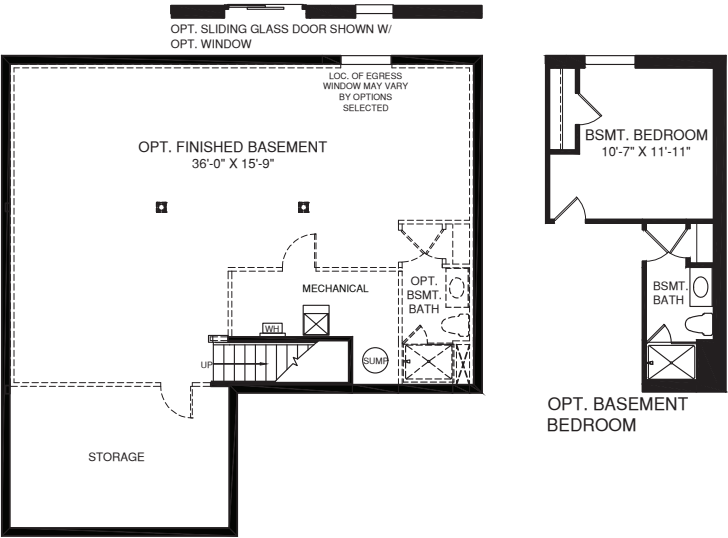 OPT. SLIDING GLASS DOOR SHOWN W/
OPT. WINDOW
LOC. OF EGRESS
WINDOW MAY VARY
BY OPTIONS
SELECTED
OPT. FINISHED BASEMENT
36'-0" X 15'-9"
MECHANICAL
OPT.
BSMT.
BATH
WH
UP
SUMP
STORAGE
BSMT. BEDROOM
10'-7" X 11'-11"
BSMT.
BATH
OPT. BASEMENT
BEDROOM